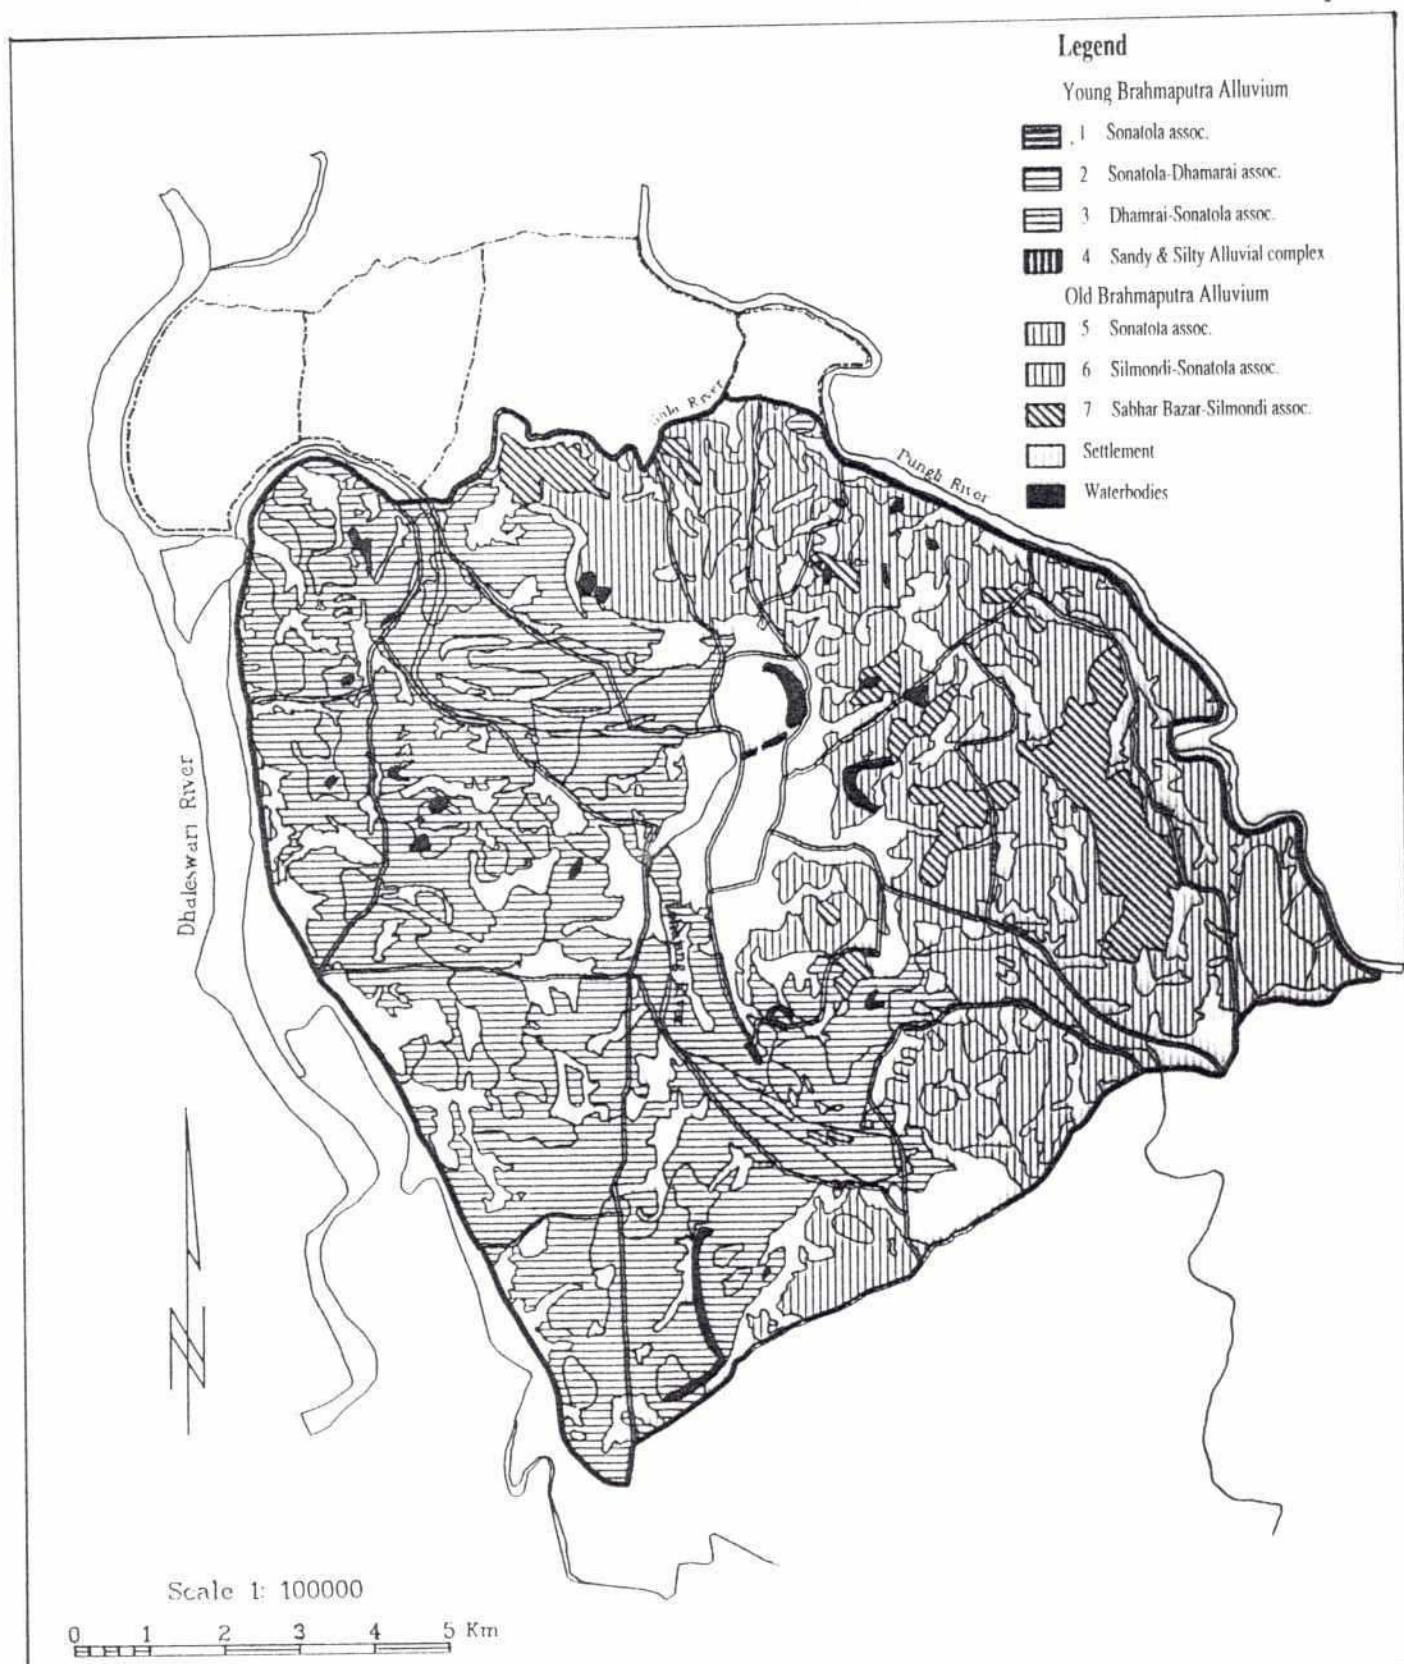 Legend
Young Brahmaputra Alluvium
1 Sonatola assoc.
2 Sonatola-Dhamarai assoc.
3 Dhamrai-Sonatola assoc.
4 Sandy & Silty Alluvial complex
Old Brahmaputra Alluvium
5 Sonatola assoc.
6 Silmondi-Sonatola assoc.
7 Sabhar Bazar-Silmondi assoc.
Settlement
Waterbodies
River
Pungli River
Dhaleswari River
Scale 1: 100000
0 1 2 3 4 5 Km